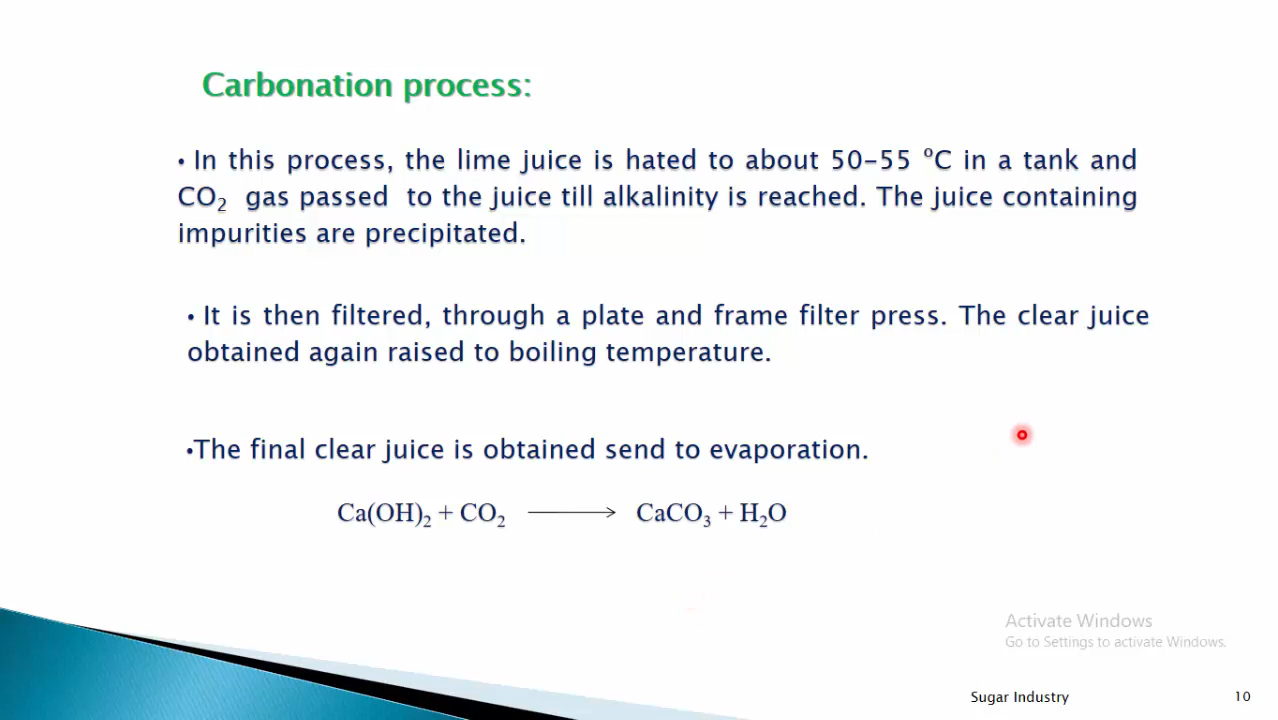 Carbonation process:
• In this process, the lime juice is hated to about 50-55 ºC in a tank and
CO₂ gas passed to the juice till alkalinity is reached. The juice containing
impurities are precipitated.
• It is then filtered, through a plate and frame filter press. The clear juice
obtained again raised to boiling temperature.
•The final clear juice is obtained send to evaporation.
Ca(OH)₂ + CO₂ ⟶ CaCO₃ + H₂O
Activate Windows
Go to Settings to activate Windows.
Sugar Industry 10